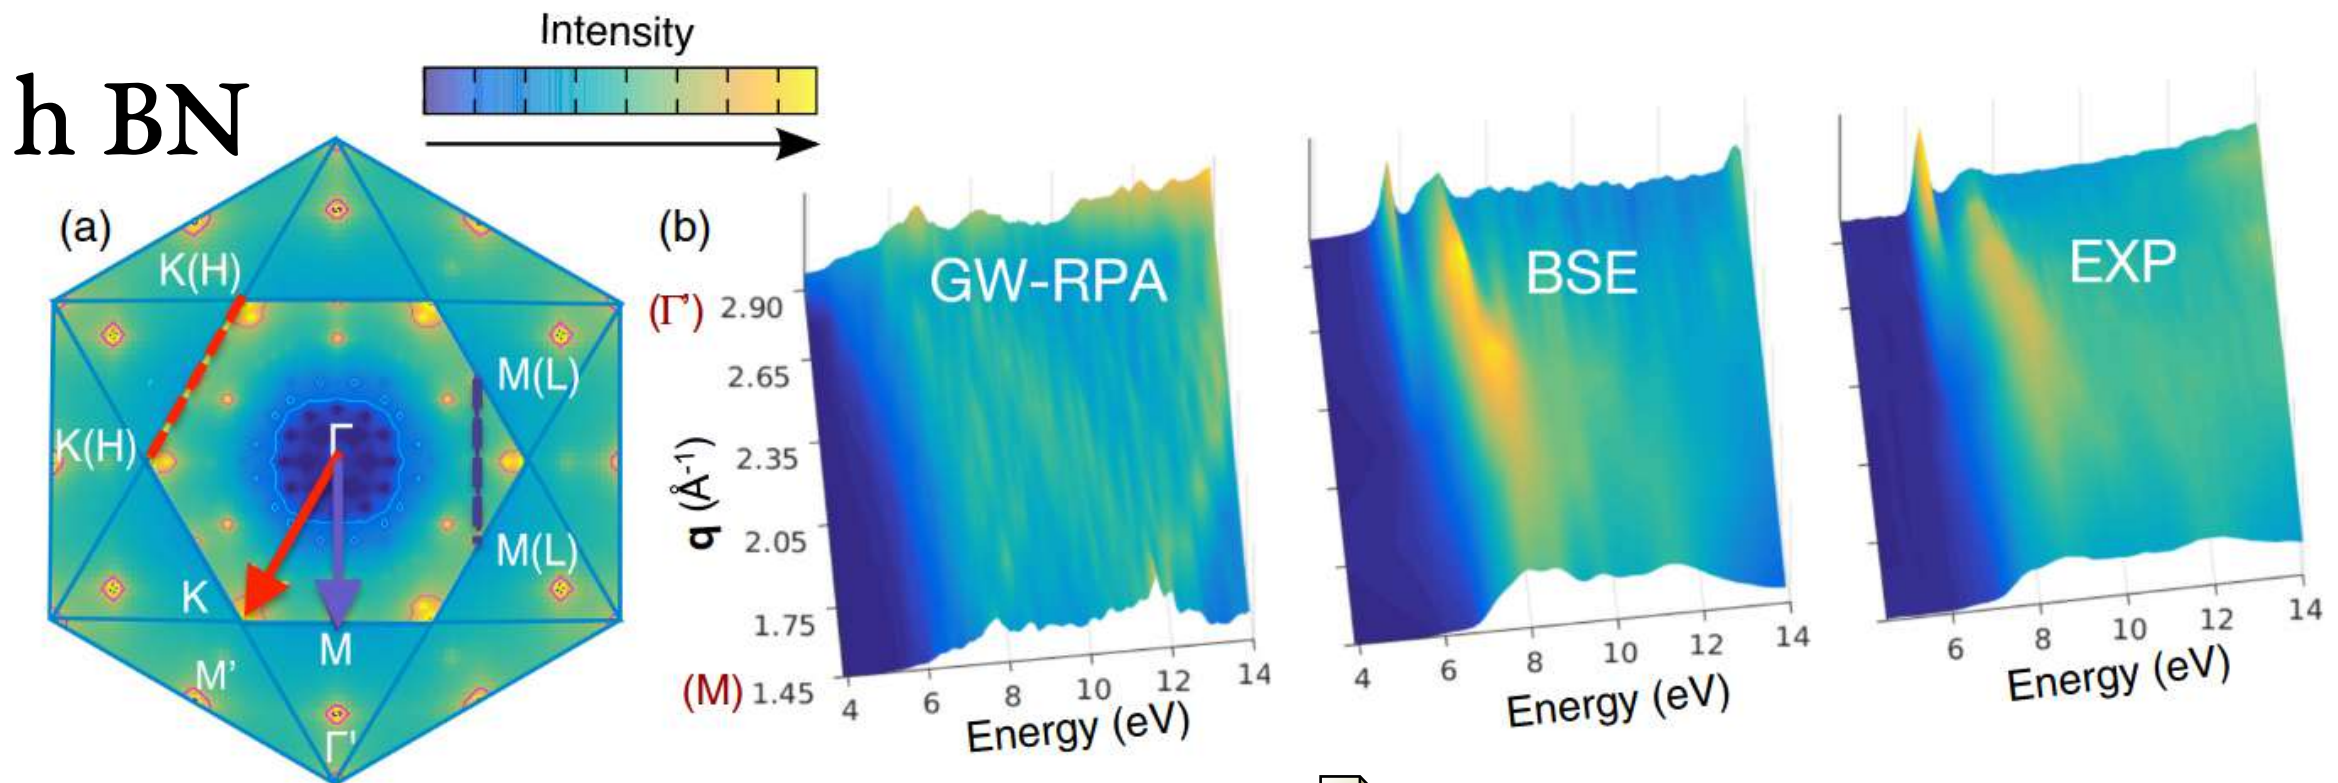 Intensity
h BN
(a)
K(H)
K(H)
M(L)
M(L)
Γ
K
M
M'
Γ'
(b)
GW-RPA
BSE
EXP
(Γ') 2.90
2.65
2.35
2.05
1.75
(M) 1.45
q (Å-1)
4 6 8 10 12 14
Energy (eV)
4 6 8 10 12 14
Energy (eV)
6 8 10 12 14
Energy (eV)